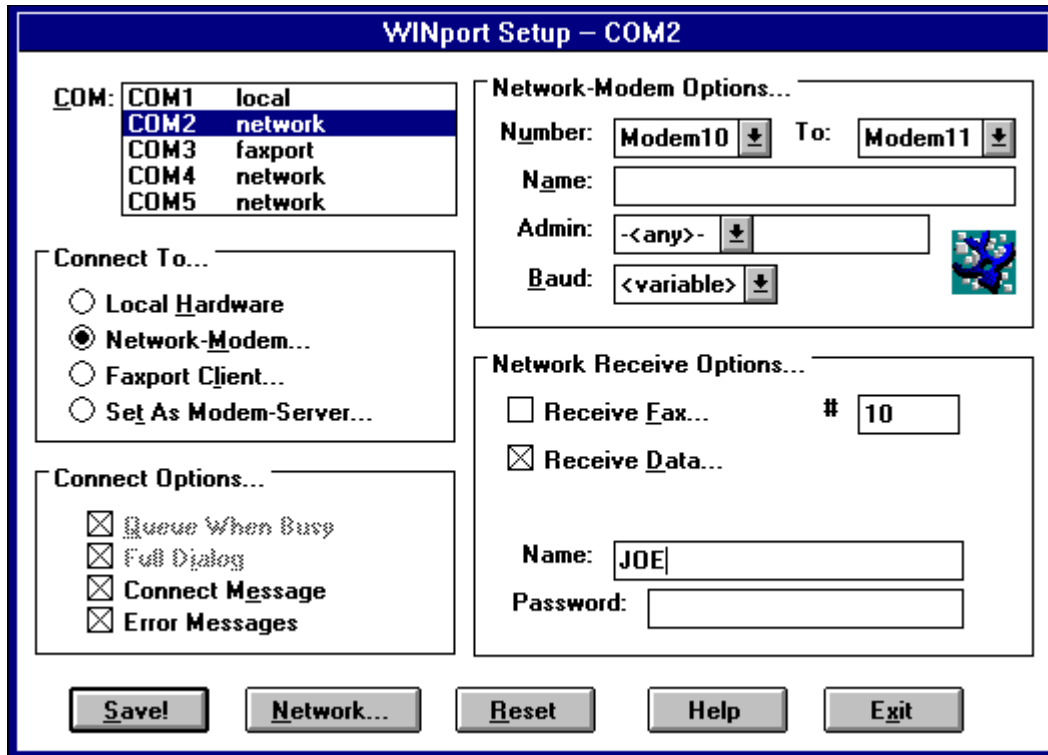 WINport Setup – COM2
COM:
COM1 local
COM2 network
COM3 faxport
COM4 network
COM5 network
Connect To...
Local Hardware
Network-Modem...
Faxport Client...
Set As Modem-Server...
Connect Options...
Queue When Busy
Full Dialog
Connect Message
Error Messages
Network-Modem Options...
Number: Modem10 To: Modem11
Name:
Admin: -<any>-
Baud: <variable>
Network Receive Options...
Receive Fax... # 10
Receive Data...
Name: JOE
Password:
Save! Network... Reset Help Exit